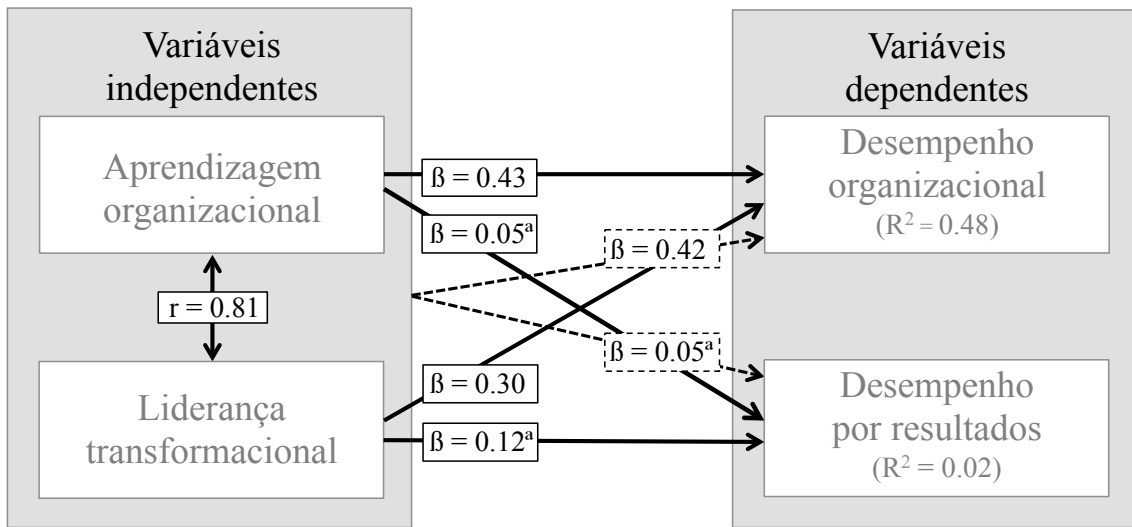 Variáveis
independentes
Aprendizagem
organizacional
r = 0.81
Liderança
transformacional
ß = 0.43
ß = 0.05ª
ß = 0.42
ß = 0.05ª
ß = 0.30
ß = 0.12ª
Variáveis
dependentes
Desempenho
organizacional
(R² = 0.48)
Desempenho
por resultados
(R² = 0.02)